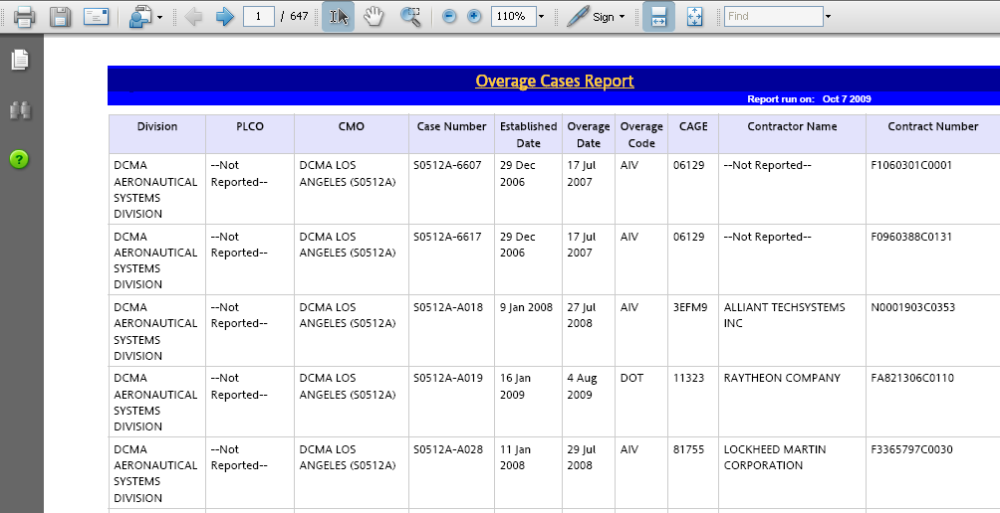 1 / 647 110% Sign Find
Overage Cases Report
Report run on: Oct 7 2009
Division PLCO CMO Case Number Established Date Overage Date Overage Code CAGE Contractor Name Contract Number
DCMA AERONAUTICAL SYSTEMS DIVISION --Not Reported-- DCMA LOS ANGELES (S0512A) S0512A-6607 29 Dec 2006 17 Jul 2007 AIV 06129 --Not Reported-- F1060301C0001
DCMA AERONAUTICAL SYSTEMS DIVISION --Not Reported-- DCMA LOS ANGELES (S0512A) S0512A-6617 29 Dec 2006 17 Jul 2007 AIV 06129 --Not Reported-- F0960388C0131
DCMA AERONAUTICAL SYSTEMS DIVISION --Not Reported-- DCMA LOS ANGELES (S0512A) S0512A-A018 9 Jan 2008 27 Jul 2008 AIV 3EFM9 ALLIANT TECHSYSTEMS INC N0001903C0353
DCMA AERONAUTICAL SYSTEMS DIVISION --Not Reported-- DCMA LOS ANGELES (S0512A) S0512A-A019 16 Jan 2009 4 Aug 2009 DOT 11323 RAYTHEON COMPANY FA821306C0110
DCMA AERONAUTICAL SYSTEMS DIVISION --Not Reported-- DCMA LOS ANGELES (S0512A) S0512A-A028 11 Jan 2008 29 Jul 2008 AIV 81755 LOCKHEED MARTIN CORPORATION F3365797C0030